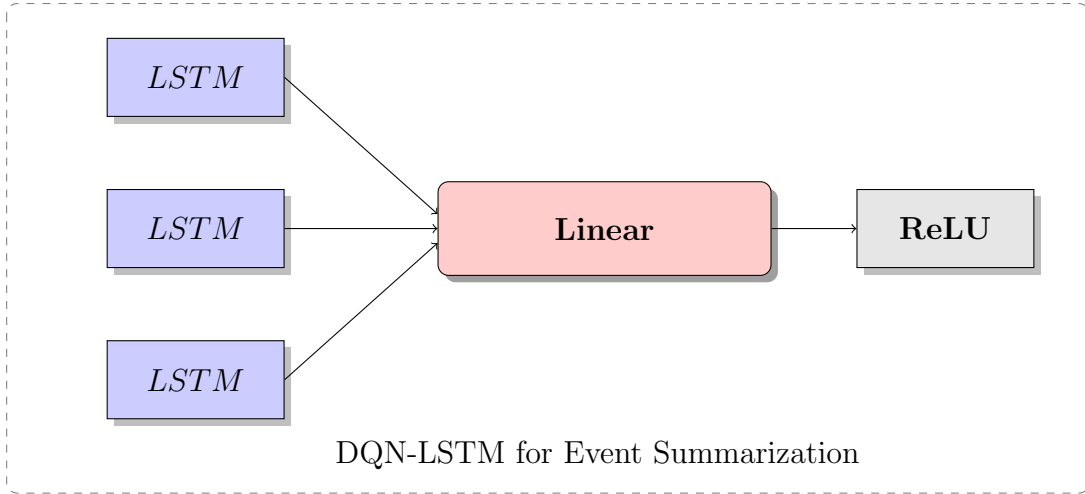 LSTM
LSTM
LSTM
Linear
ReLU
DQN-LSTM for Event Summarization